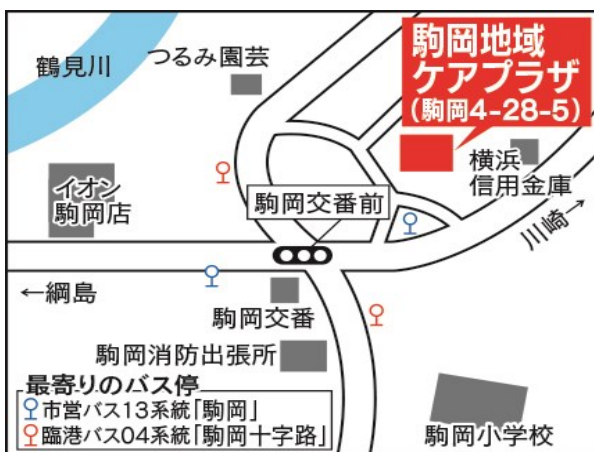 駒岡地域
ケアプラザ
(駒岡4-28-5)
つるみ園芸
鶴見川
横浜
信用金庫
イオン
駒岡店
駒岡交番前
川崎→
←綱島
駒岡交番
駒岡消防出張所
駒岡小学校
最寄りのバス停
市営バス13系統「駒岡」
臨港バス04系統「駒岡十字路」